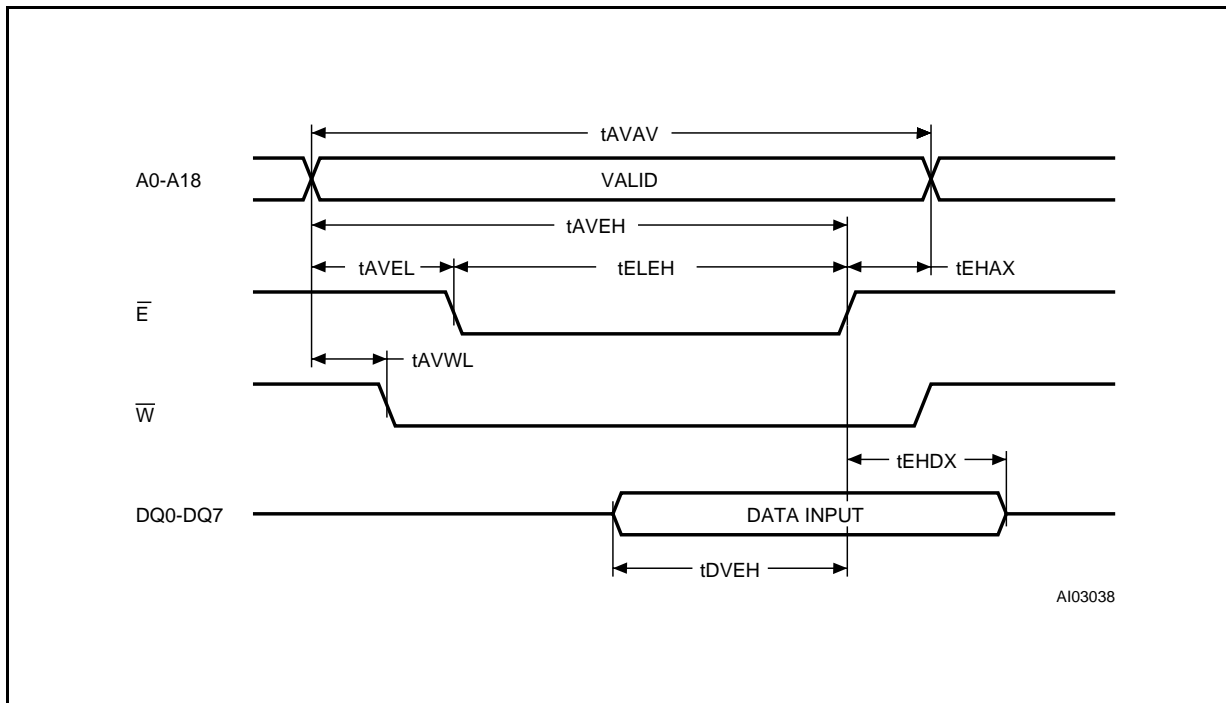 tAVAV
A0-A18
VALID
tAVEH
tAVEL
tELEH
tEHAX
E̅
tAVWL
W̅
tEHDX
DQ0-DQ7
DATA INPUT
tDVEH
AI03038